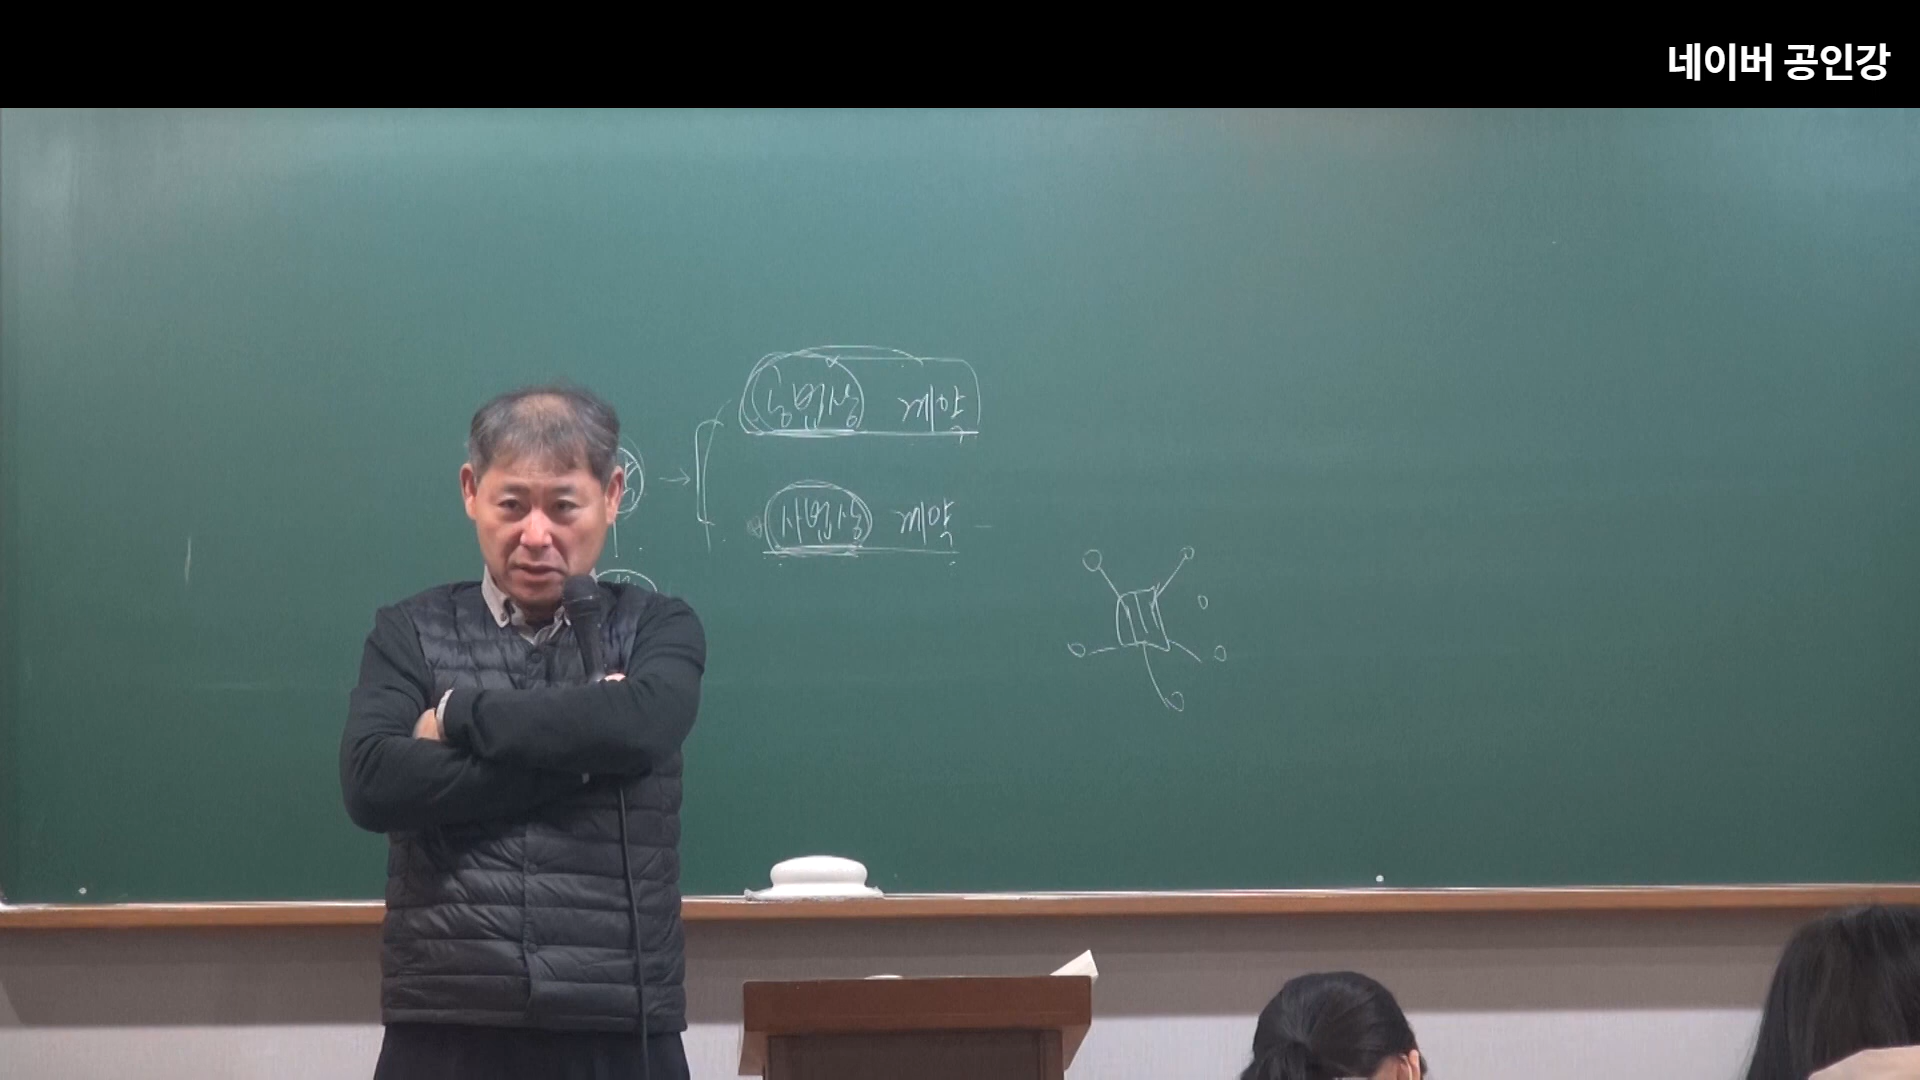 네이버 공인강
공법상 계약
사법상 계약